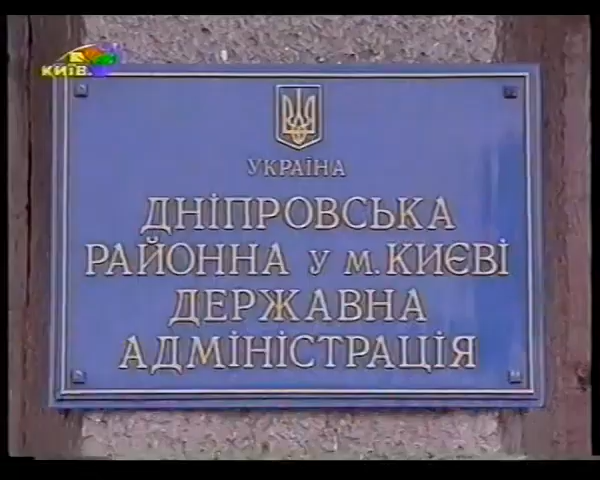 КИЇВ
УКРАЇНА
ДНІПРОВСЬКА
РАЙОННА У М. КИЄВІ
ДЕРЖАВНА
АДМІНІСТРАЦІЯ